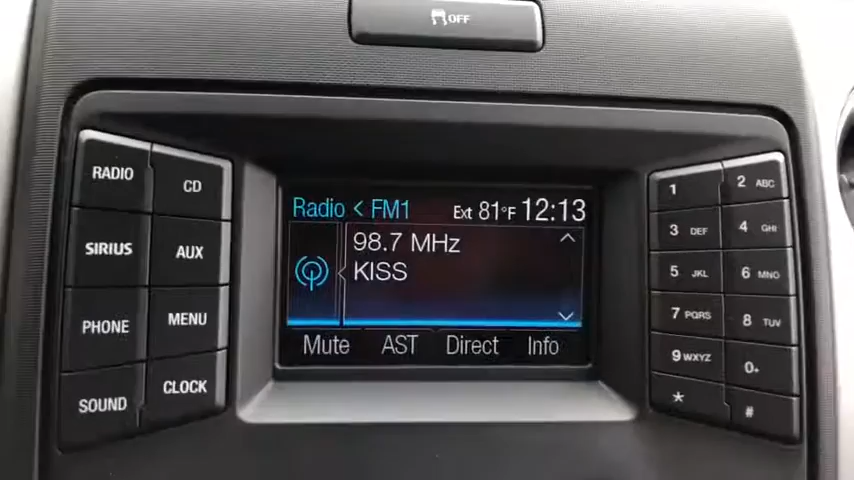 OFF
RADIO CD
SIRIUS AUX
PHONE MENU
SOUND CLOCK
Radio < FM1 Ext 81°F 12:13
98.7 MHz
KISS
Mute AST Direct Info
1 2 ABC
3 DEF 4 GHI
5 JKL 6 MNO
7 PQRS 8 TUV
9 WXYZ 0+
* #